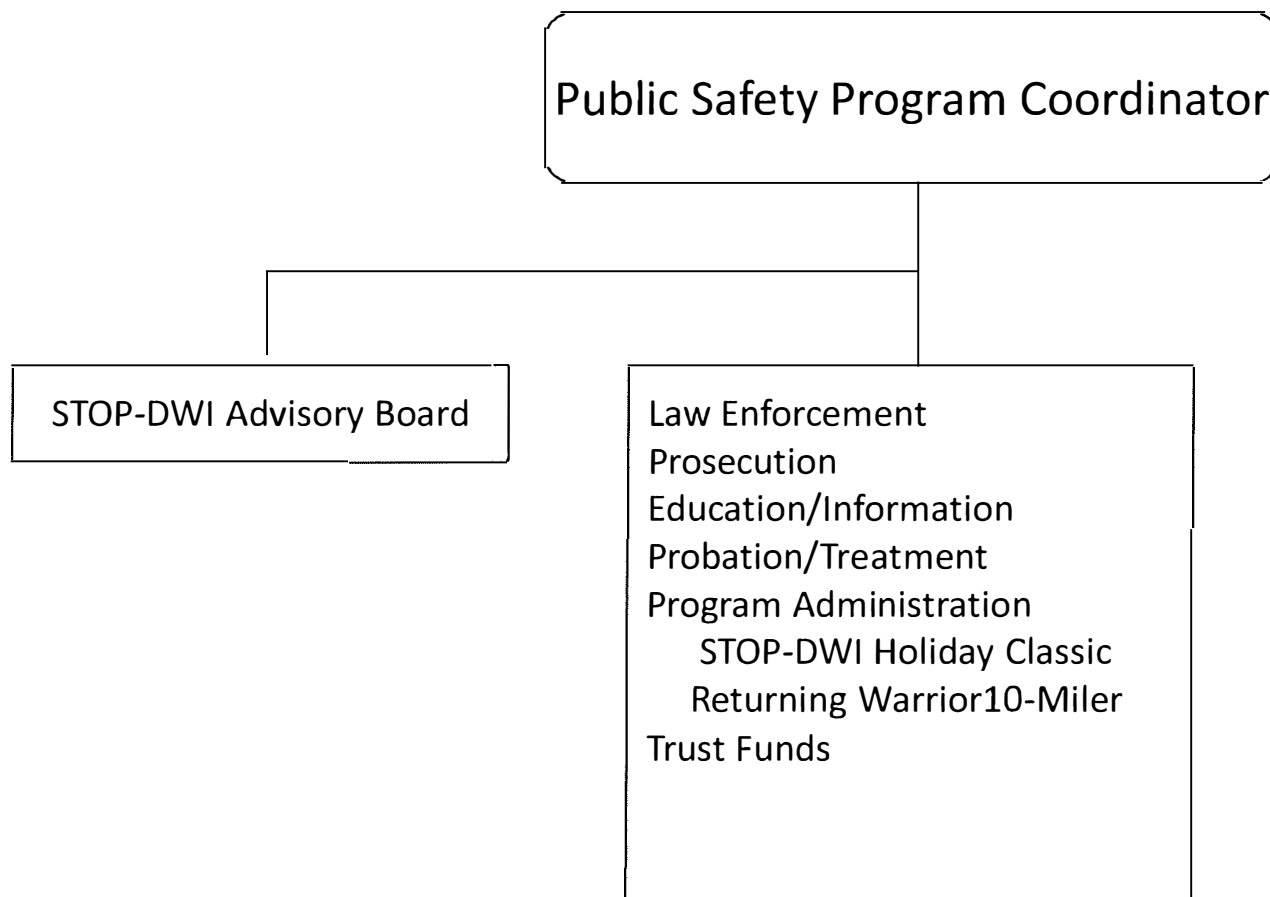 Public Safety Program Coordinator
STOP-DWI Advisory Board
Law Enforcement
Prosecution
Education/Information
Probation/Treatment
Program Administration
STOP-DWI Holiday Classic
Returning Warrior10-Miler
Trust Funds